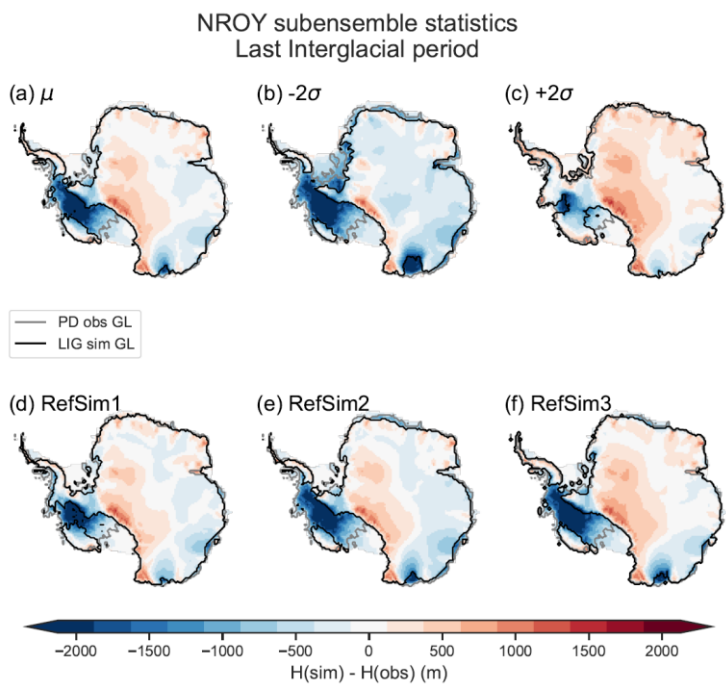 NROY subensemble statistics
Last Interglacial period
(a) μ
(b) -2σ
(c) +2σ
PD obs GL
LIG sim GL
(d) RefSim1
(e) RefSim2
(f) RefSim3
−2000 −1500 −1000 −500 0 500 1000 1500 2000
H(sim) - H(obs) (m)